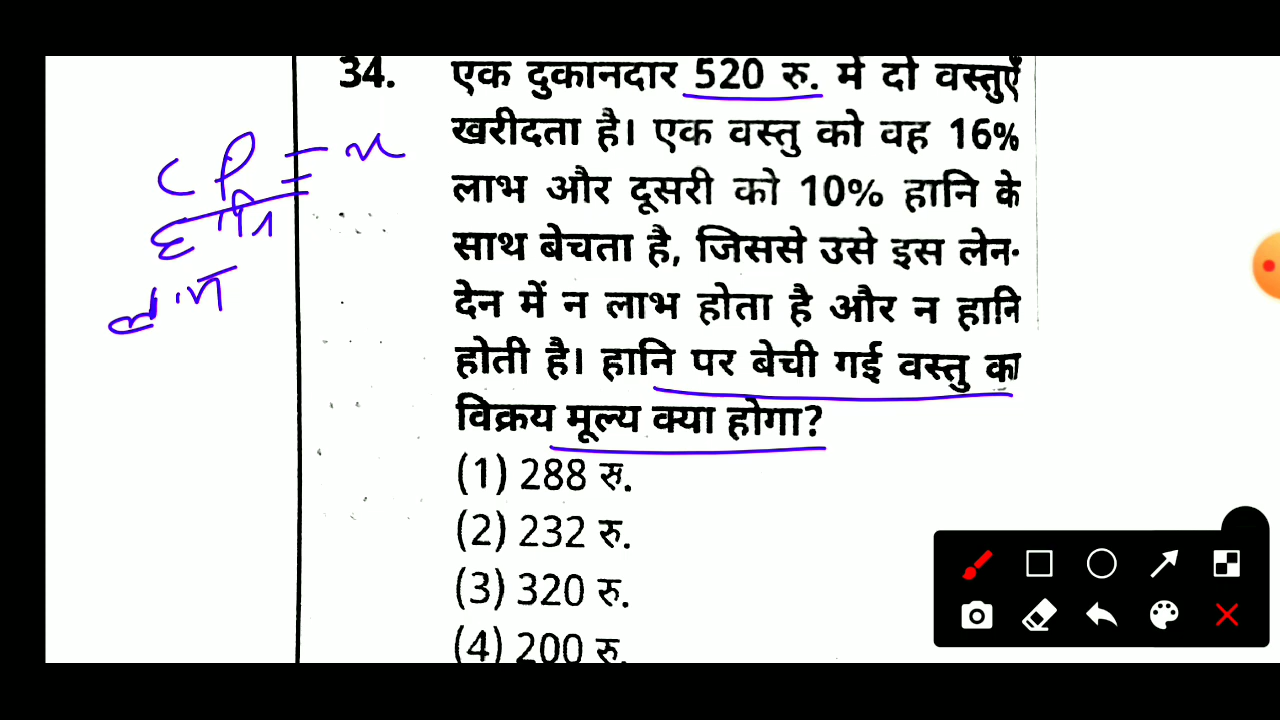 34. एक दुकानदार 520 रु. में दो वस्तुएँ
खरीदता है। एक वस्तु को वह 16%
लाभ और दूसरी को 10% हानि के
साथ बेचता है, जिससे उसे इस लेन-
देन में न लाभ होता है और न हानि
होती है। हानि पर बेची गई वस्तु का
विक्रय मूल्य क्या होगा?
(1) 288 रु.
(2) 232 रु.
(3) 320 रु.
(4) 200 रु.
CP = x
हानि